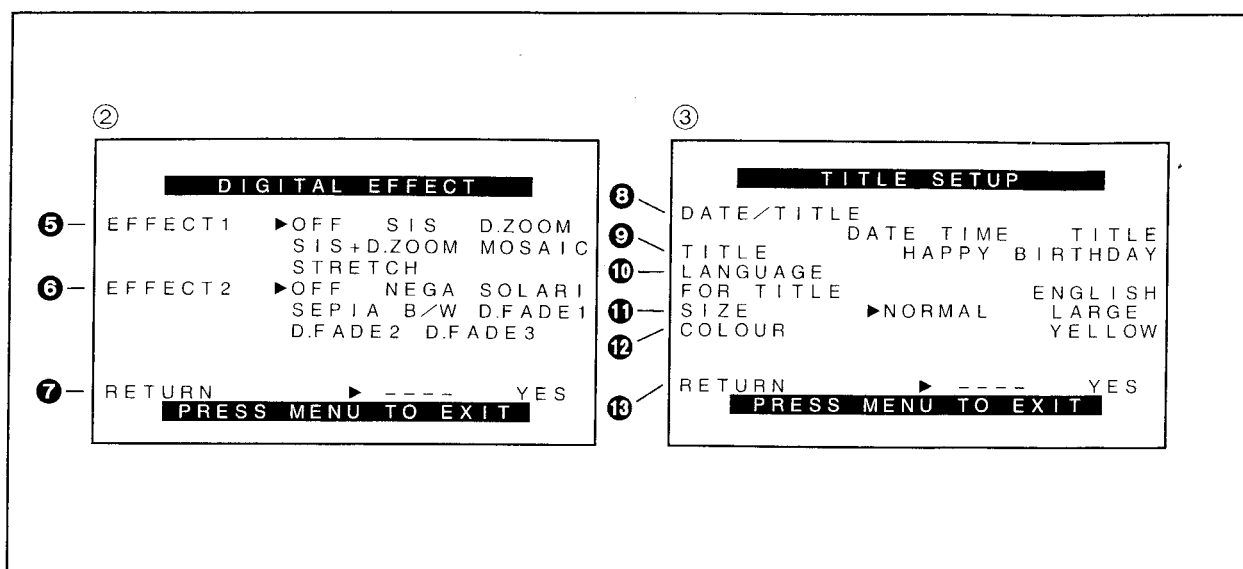 ②
DIGITAL EFFECT
❺ EFFECT1 ▶OFF SIS D.ZOOM
SIS+D.ZOOM MOSAIC
STRETCH
❻ EFFECT2 ▶OFF NEGA SOLARI
SEPIA B/W D.FADE1
D.FADE2 D.FADE3
❼ RETURN ▶ ---- YES
PRESS MENU TO EXIT
③
TITLE SETUP
❽ DATE/TITLE
DATE TIME TITLE
❾ TITLE HAPPY BIRTHDAY
❿ LANGUAGE
FOR TITLE ENGLISH
⓫ SIZE ▶NORMAL LARGE
⓬ COLOUR YELLOW
⓭ RETURN ▶ ---- YES
PRESS MENU TO EXIT